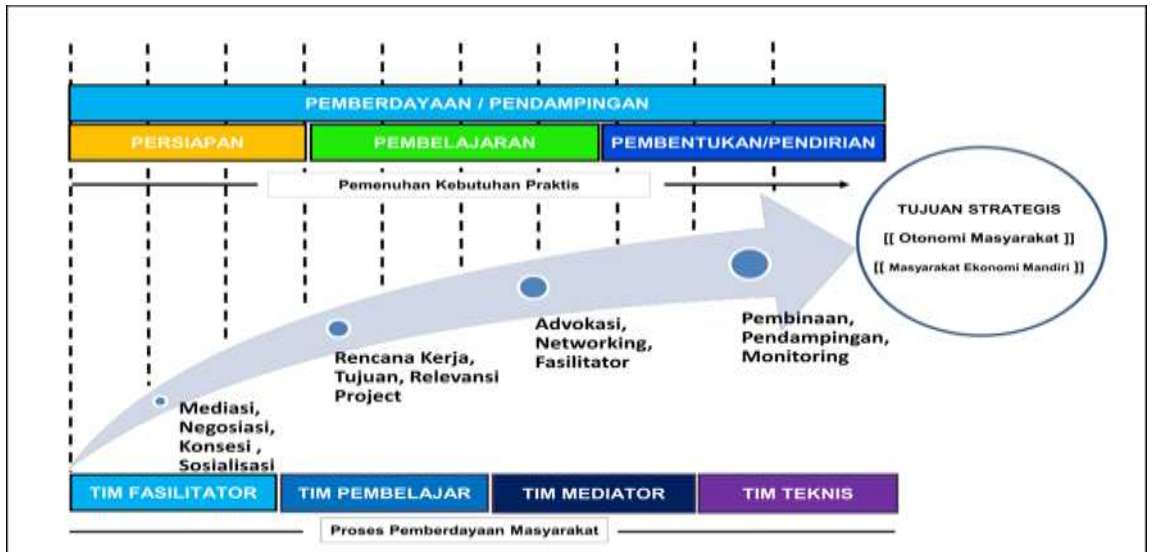 PEMBERDAYAAN / PENDAMPINGAN
PERSIAPAN
PEMBELAJARAN
PEMBENTUKAN/PENDIRIAN
Pemenuhan Kebutuhan Praktis
TUJUAN STRATEGIS
[[ Otonomi Masyarakat ]]
[[ Masyarakat Ekonomi Mandiri ]]
Mediasi,
Negosiasi,
Konsesi ,
Sosialisasi
Rencana Kerja,
Tujuan, Relevansi
Project
Advokasi,
Networking,
Fasilitator
Pembinaan,
Pendampingan,
Monitoring
TIM FASILITATOR
TIM PEMBELAJAR
TIM MEDIATOR
TIM TEKNIS
Proses Pemberdayaan Masyarakat